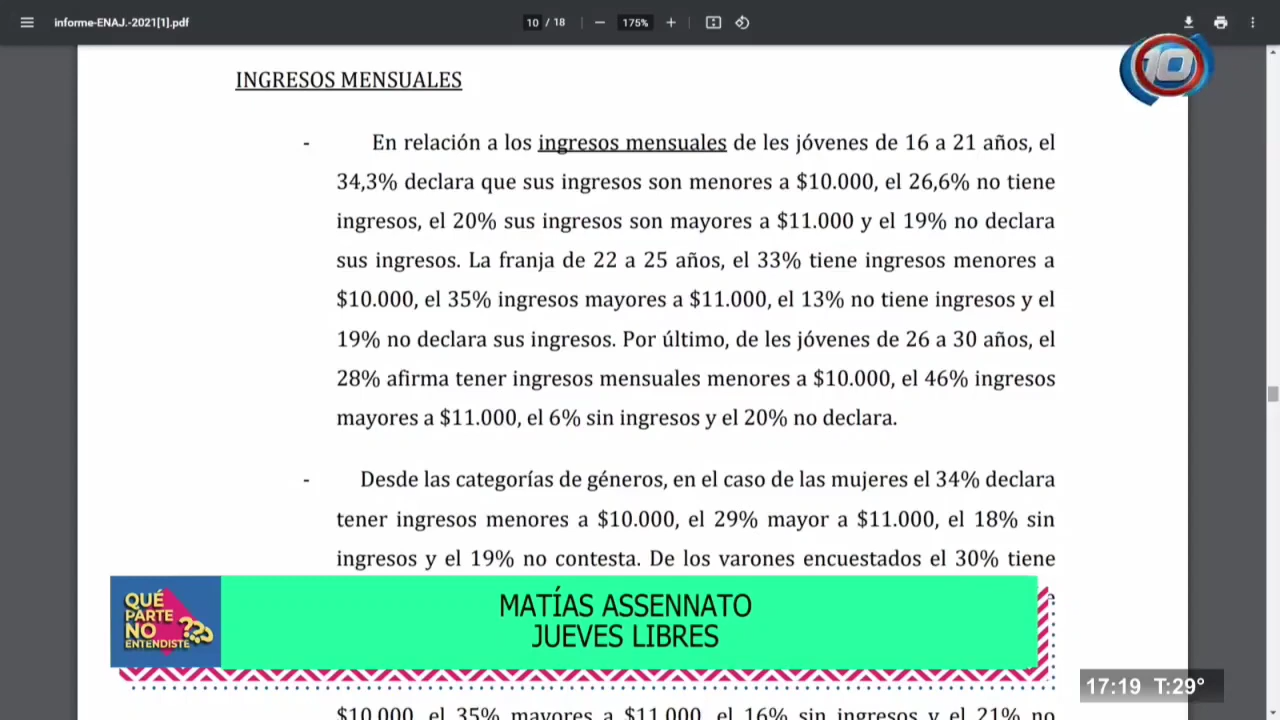 informe-ENAJ.-2021[1].pdf
10 / 18
175%
10
INGRESOS MENSUALES
- En relación a los ingresos mensuales de les jóvenes de 16 a 21 años, el
34,3% declara que sus ingresos son menores a $10.000, el 26,6% no tiene
ingresos, el 20% sus ingresos son mayores a $11.000 y el 19% no declara
sus ingresos. La franja de 22 a 25 años, el 33% tiene ingresos menores a
$10.000, el 35% ingresos mayores a $11.000, el 13% no tiene ingresos y el
19% no declara sus ingresos. Por último, de les jóvenes de 26 a 30 años, el
28% afirma tener ingresos mensuales menores a $10.000, el 46% ingresos
mayores a $11.000, el 6% sin ingresos y el 20% no declara.
- Desde las categorías de géneros, en el caso de las mujeres el 34% declara
tener ingresos menores a $10.000, el 29% mayor a $11.000, el 18% sin
ingresos y el 19% no contesta. De los varones encuestados el 30% tiene
QUÉ
PARTE
NO
ENTENDISTE ???
MATÍAS ASSENNATO
JUEVES LIBRES
17:19 T:29°
$10.000, el 35% mayores a $11.000, el 16% sin ingresos y el 21% no